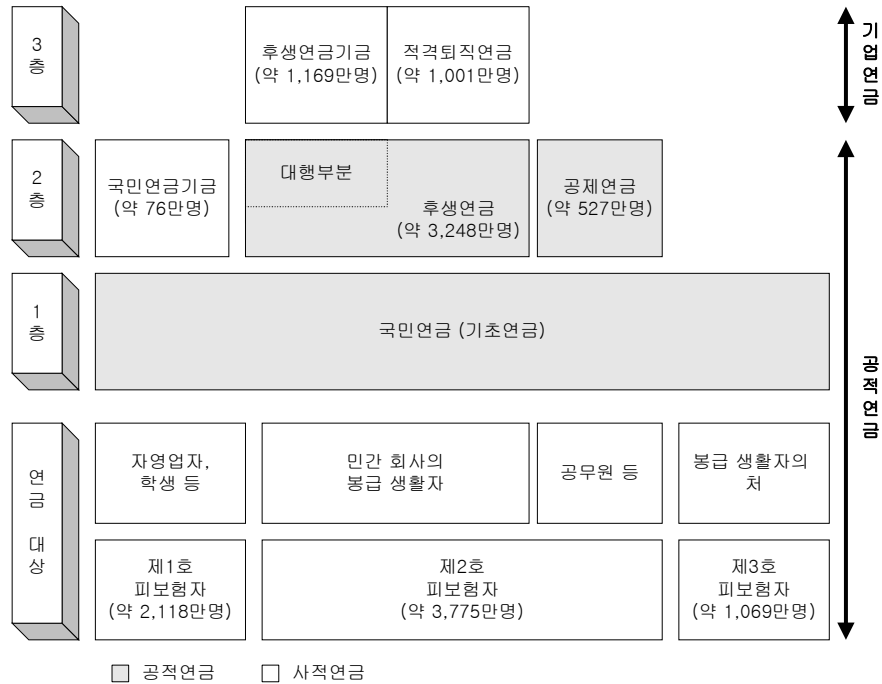 3
층
후생연금기금
(약 1,169만명)
적격퇴직연금
(약 1,001만명)
기
업
연
금
2
층
국민연금기금
(약 76만명)
대행부분
후생연금
(약 3,248만명)
공제연금
(약 527만명)
1
층
국민연금 (기초연금)
공
적
연
금
연
금
대
상
자영업자,
학생 등
민간 회사의
봉급 생활자
공무원 등
봉급 생활자의
처
제1호
피보험자
(약 2,118만명)
제2호
피보험자
(약 3,775만명)
제3호
피보험자
(약 1,069만명)
공적연금
사적연금